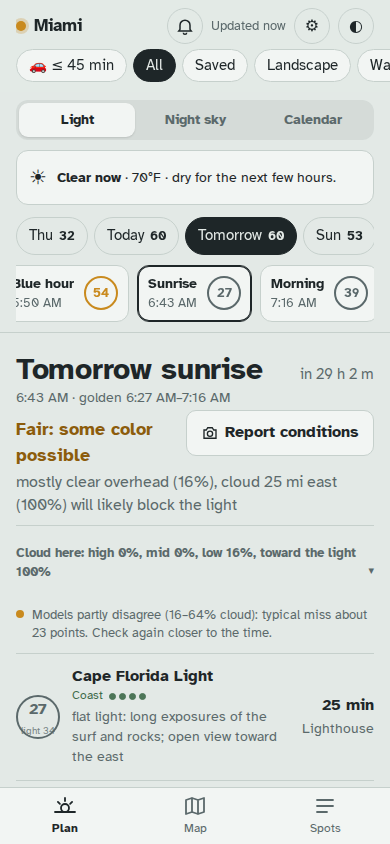 Miami
Updated now
🚗 ≤ 45 min
All
Saved
Landscape
Light
Night sky
Calendar
Clear now · 70°F · dry for the next few hours.
Thu 32
Today 60
Tomorrow 60
Sun 53
Blue hour
5:50 AM
54
Sunrise
6:43 AM
27
Morning
7:16 AM
39
Tomorrow sunrise
in 29 h 2 m
6:43 AM · golden 6:27 AM–7:16 AM
Fair: some color
possible
Report conditions
mostly clear overhead (16%), cloud 25 mi east
(100%) will likely block the light
Cloud here: high 0%, mid 0%, low 16%, toward the light
100%
Models partly disagree (16–64% cloud): typical miss about
23 points. Check again closer to the time.
27
light 34
Cape Florida Light
Coast
flat light: long exposures of the
surf and rocks; open view toward
the east
25 min
Lighthouse
Plan
Map
Spots